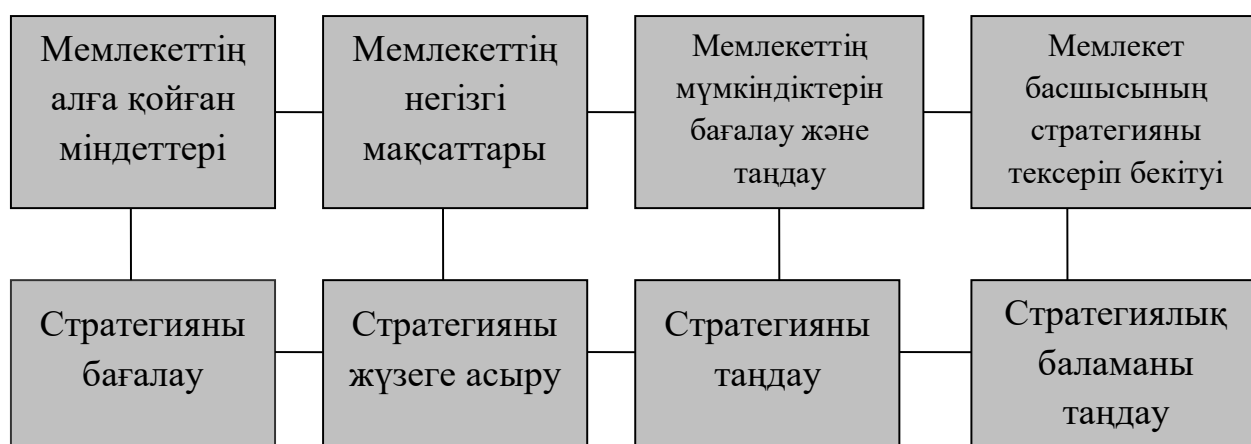 Мемлекеттің
алға қойған
міндеттері
Мемлекеттің
негізгі
мақсаттары
Мемлекеттің
мүмкіндіктерін
бағалау және
таңдау
Мемлекет
басшысының
стратегияны
тексеріп бекітуі
Стратегияны
бағалау
Стратегияны
жүзеге асыру
Стратегияны
таңдау
Стратегиялық
баламаны
таңдау